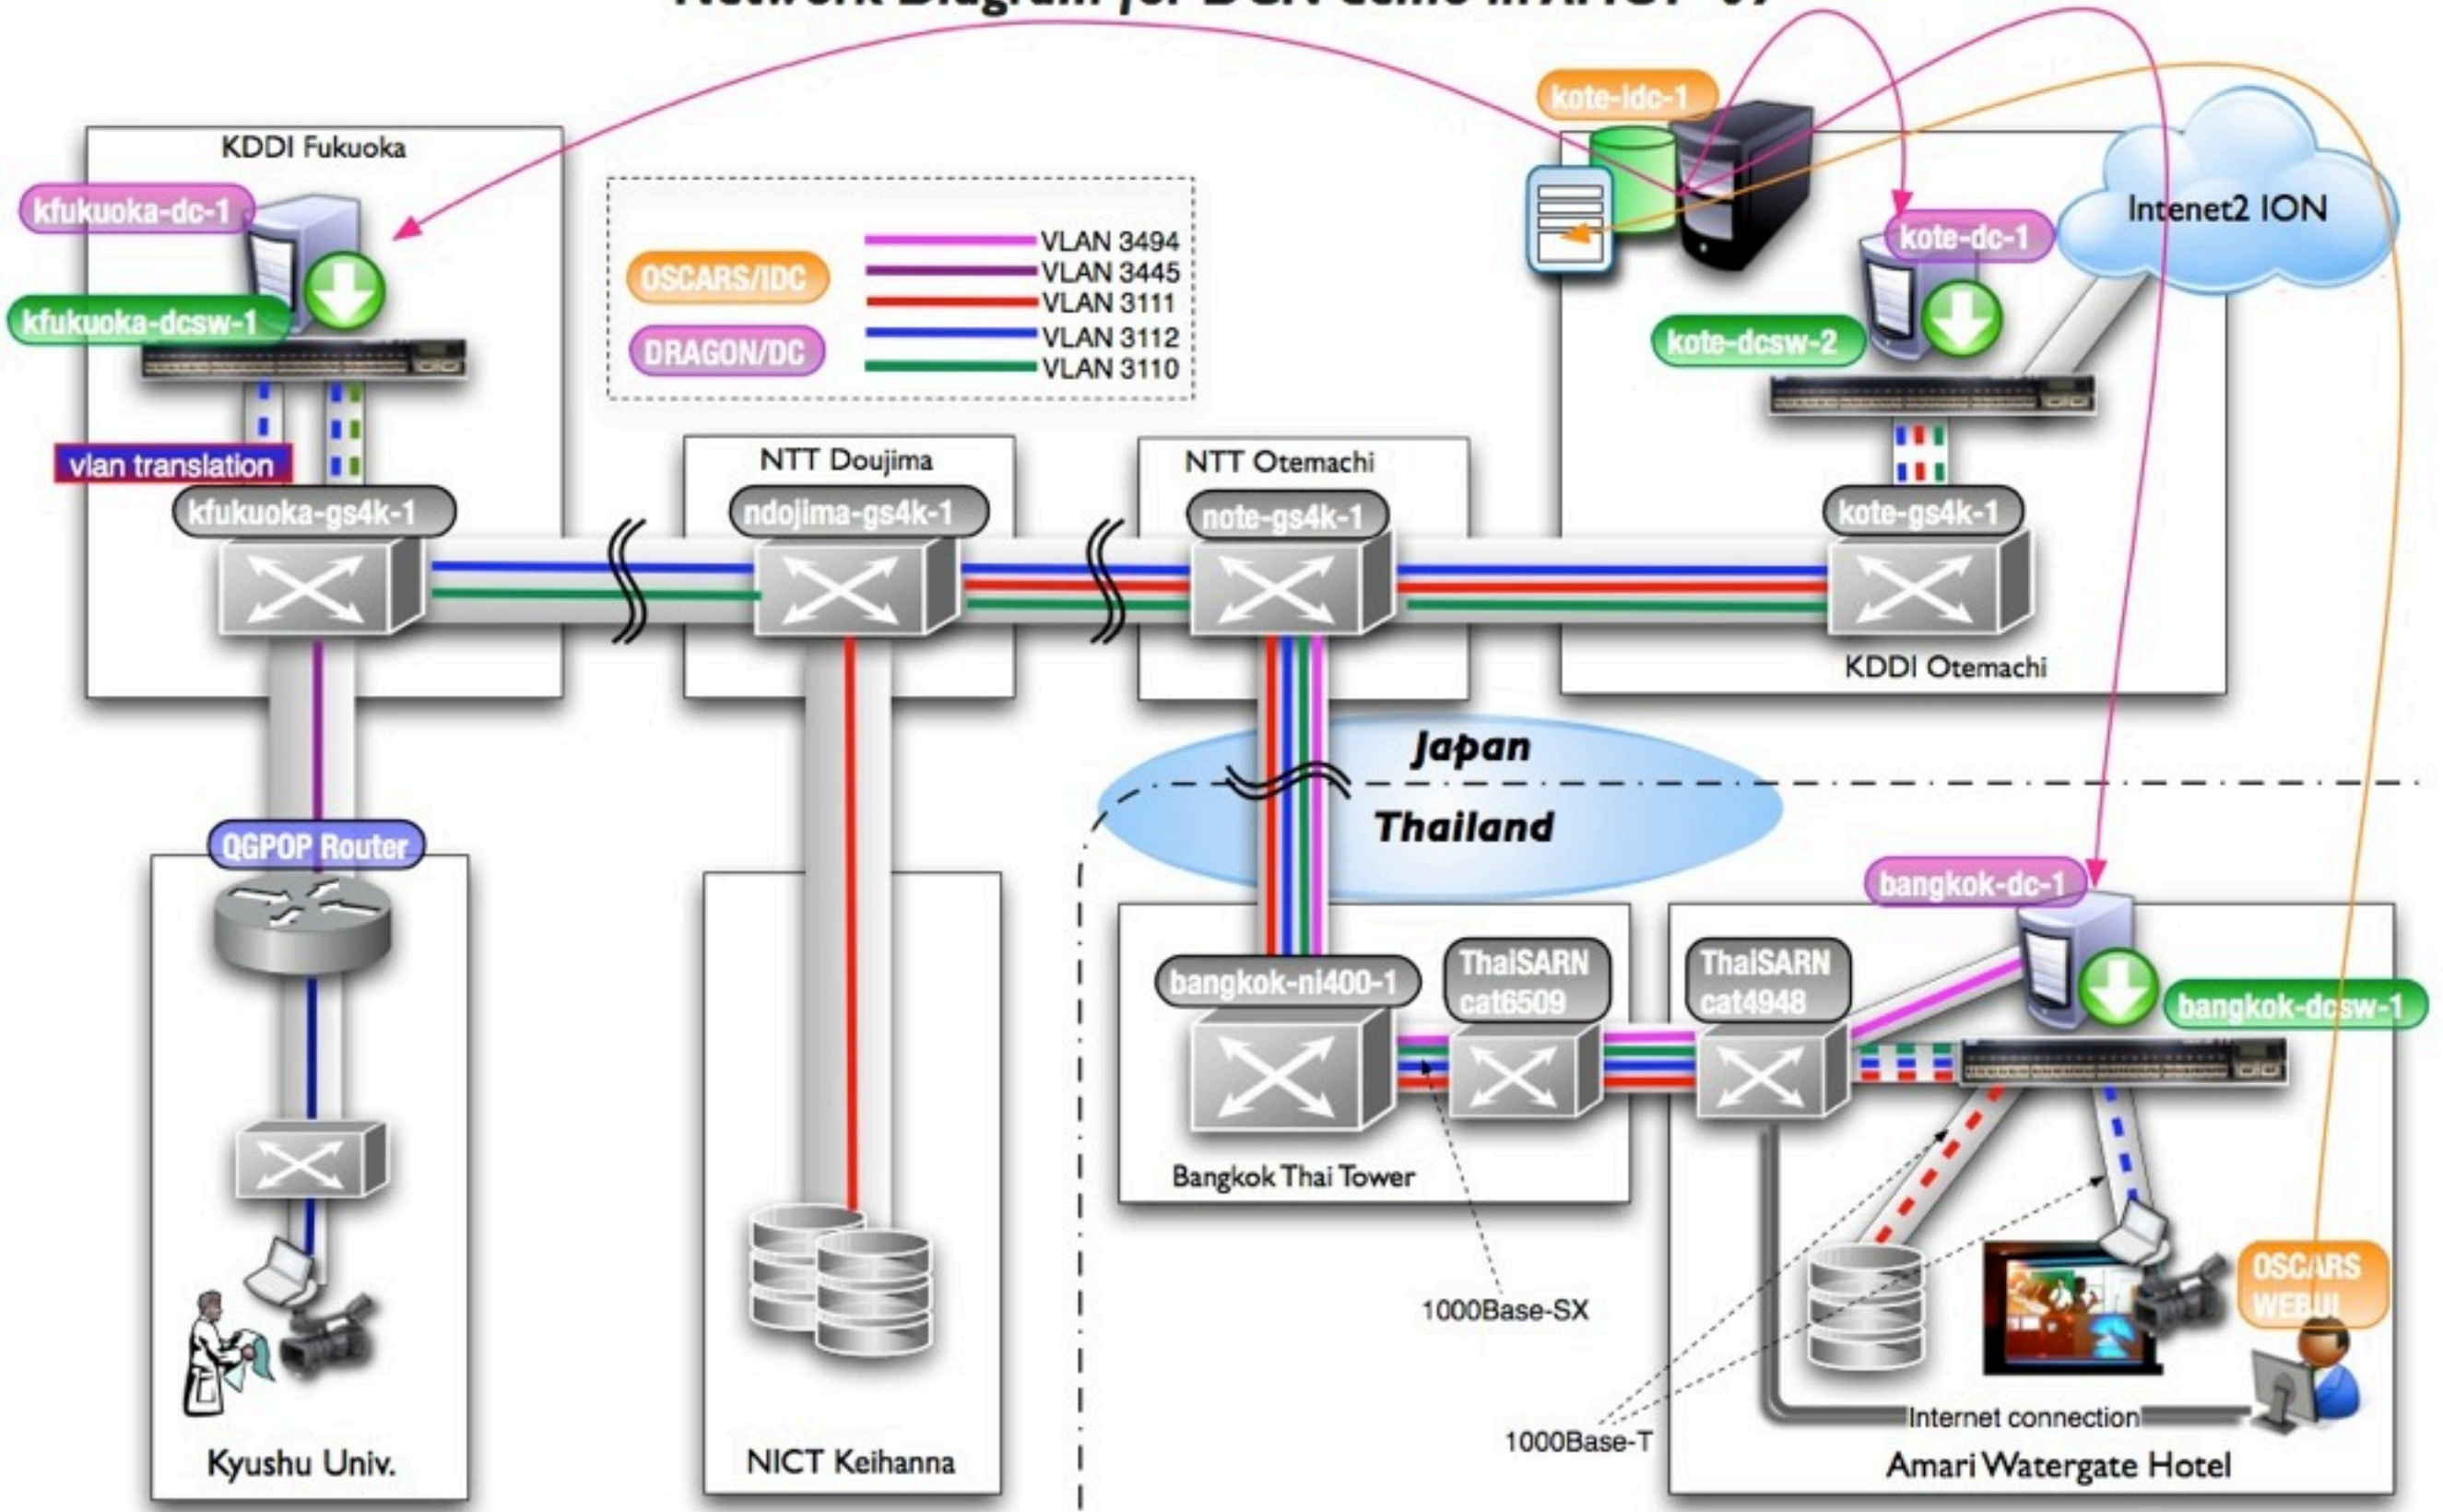 KDDI Fukuoka
kfukuoka-dc-1
kfukuoka-dcsw-1
vlan translation
kfukuoka-gs4k-1
OSCARS/IDC
DRAGON/DC
VLAN 3494
VLAN 3445
VLAN 3111
VLAN 3112
VLAN 3110
NTT Doujima
ndojima-gs4k-1
NTT Otemachi
note-gs4k-1
kote-idc-1
kote-dc-1
Intenet2 ION
kote-dcsw-2
kote-gs4k-1
KDDI Otemachi
Japan
Thailand
QGPOP Router
Kyushu Univ.
NICT Keihanna
bangkok-ni400-1
ThaiSARN
cat6509
Bangkok Thai Tower
ThaiSARN
cat4948
bangkok-dc-1
bangkok-dcsw-1
1000Base-SX
1000Base-T
OSCARS
WEBUI
Internet connection
Amari Watergate Hotel